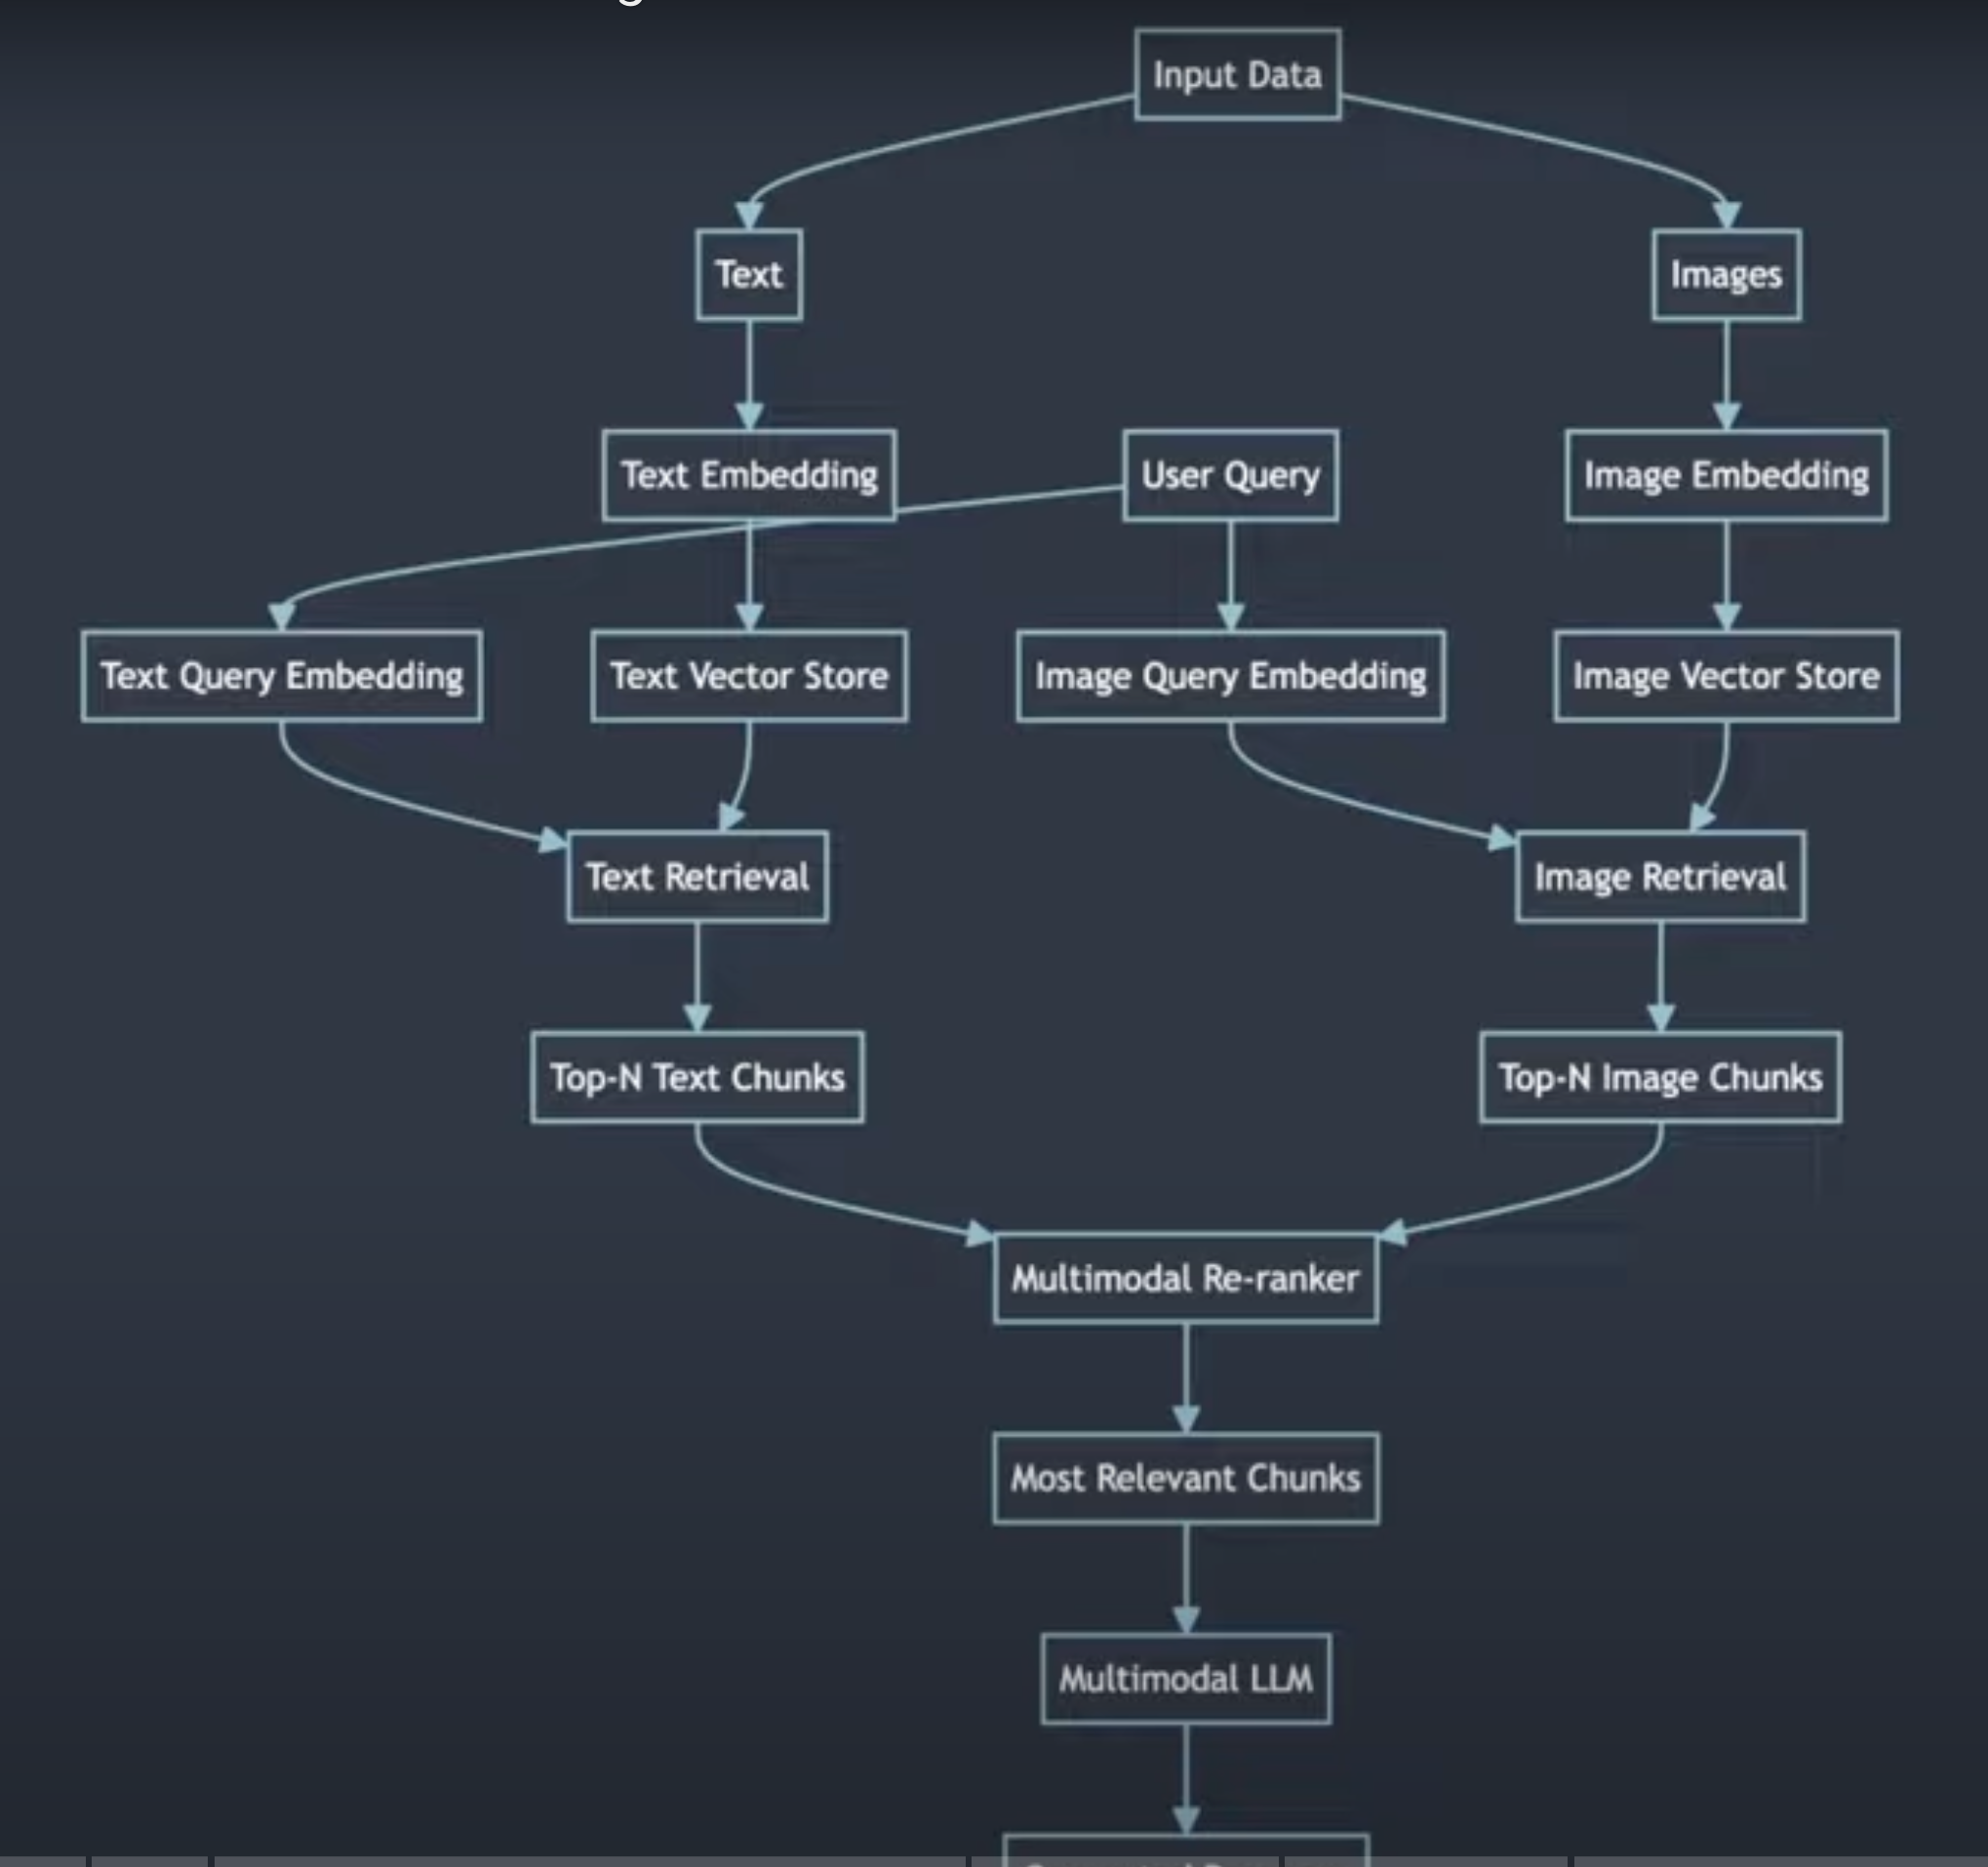 Input Data
Text
Images
Text Embedding
User Query
Image Embedding
Text Query Embedding
Text Vector Store
Image Query Embedding
Image Vector Store
Text Retrieval
Image Retrieval
Top-N Text Chunks
Top-N Image Chunks
Multimodal Re-ranker
Most Relevant Chunks
Multimodal LLM